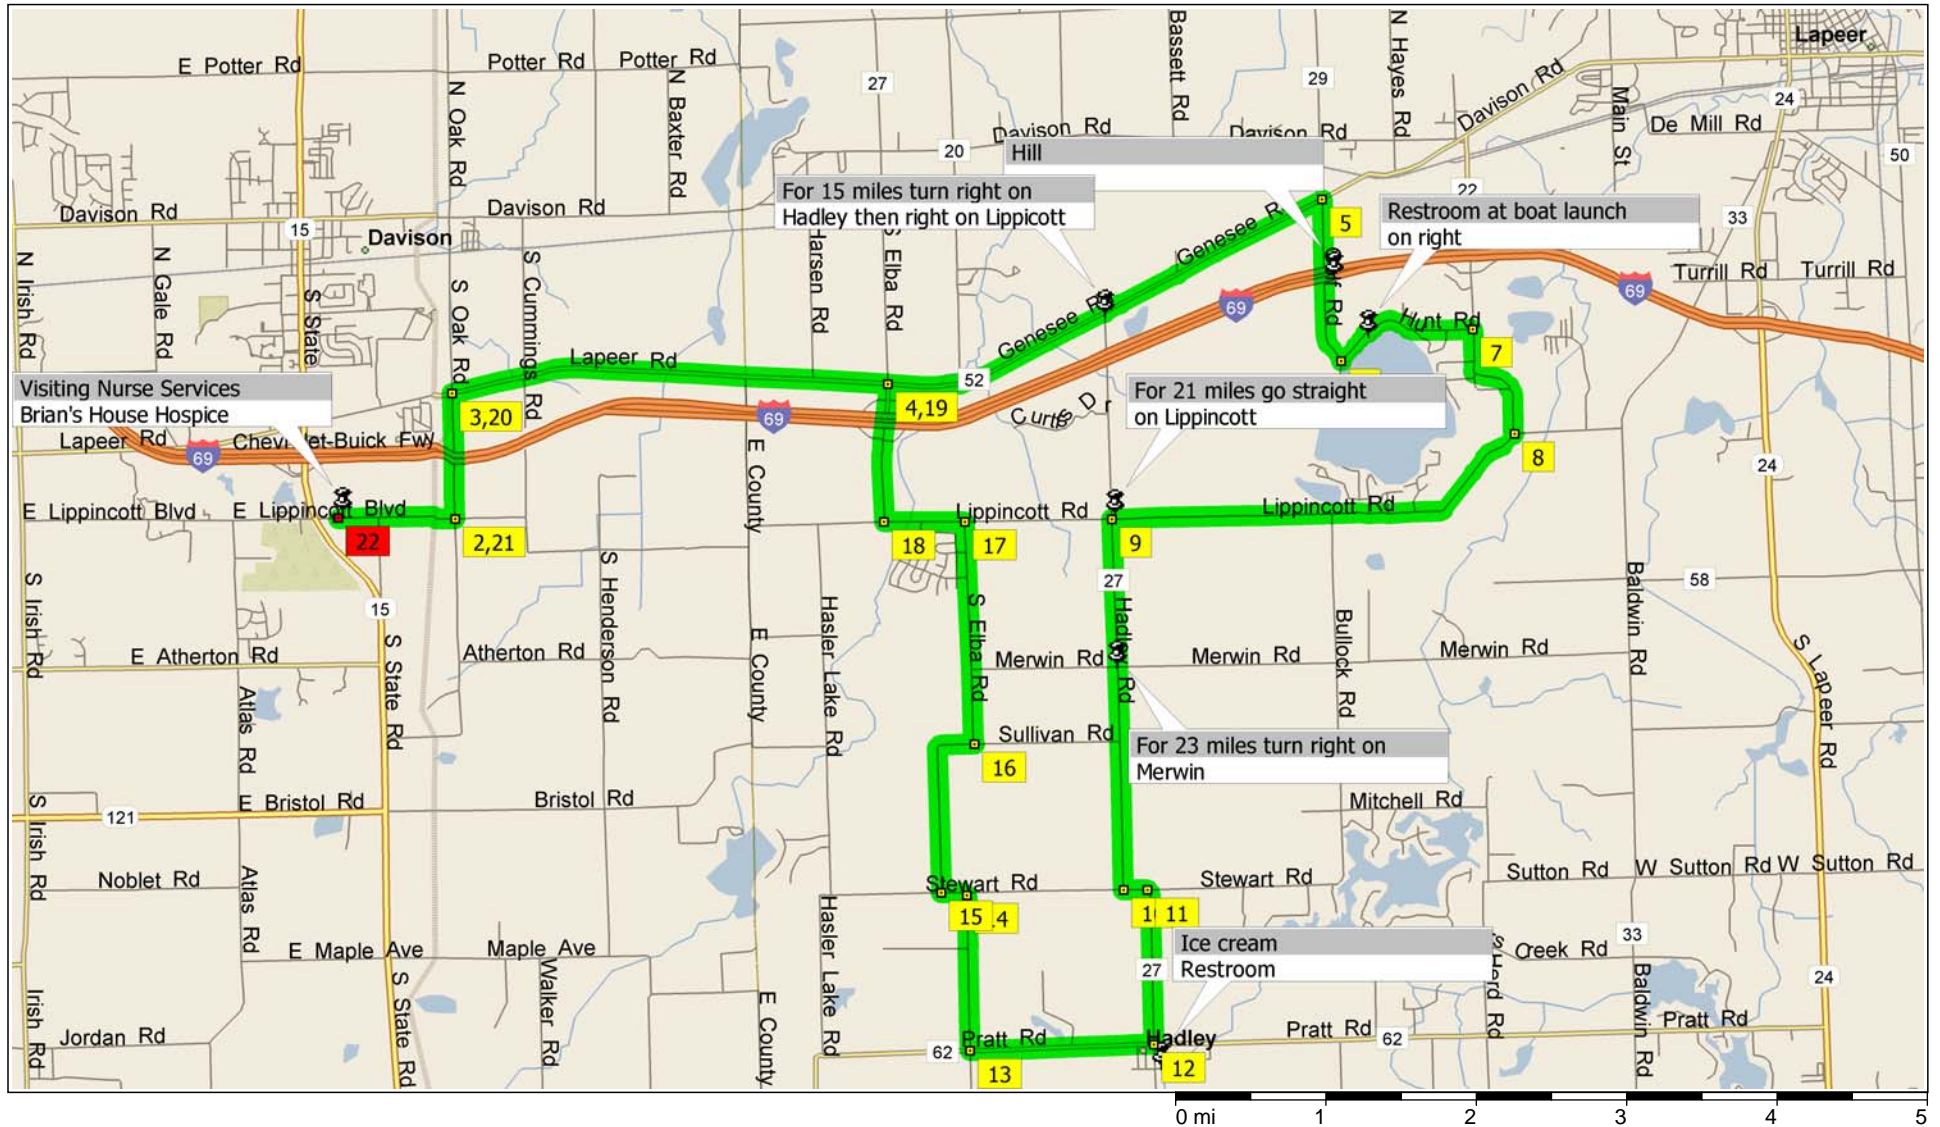 Lapeer
E Potter Rd
Potter Rd
Potter Rd
N Oak Rd
N Baxter Rd
27
Bassett Rd
29
N Hayes Rd
Davison Rd
Main St
24
De Mill Rd
50
Davison Rd
Davison Rd
20
Hill
22
33
For 15 miles turn right on
Hadley then right on Lippicott
Restroom at boat launch
on right
Davison Rd
Davison Rd
15
Davison
5
N Irish Rd
N Gale Rd
S State
S Oak Rd
S Cummings Rd
Harsen Rd
S Elba Rd
Genesee
Genesee
69
69
Turrill Rd
Turrill Rd
Hunt Rd
7
Lapeer Rd
52
Curtis Dr
Visiting Nurse Services
Brian's House Hospice
3,20
4,19
69
For 21 miles go straight
on Lippincott
Lapeer Rd
69
Chevrolet-Buick Fwy
8
24
E Lippincott Blvd
E Lippincott Blvd
22
2,21
E County
Lippincott Rd
Lippincott Rd
18
17
9
27
58
S Irish Rd
15
S Henderson Rd
E County
Hasler Lake Rd
S Elba Rd
Hadley Rd
Bullock Rd
Baldwin Rd
S Lapeer Rd
E Atherton Rd
Atherton Rd
Merwin Rd
Merwin Rd
Merwin Rd
Atlas Rd
S State Rd
Sullivan Rd
16
For 23 miles turn right on
Merwin
E Bristol Rd
Bristol Rd
121
Mitchell Rd
S Irish Rd
Noblet Rd
Atlas Rd
Stewart Rd
Stewart Rd
Sutton Rd
W Sutton Rd
W Sutton Rd
15
11
Hasler Lake Rd
E Maple Ave
Maple Ave
Ice cream
Restroom
Creek Rd
33
27
24
Irish Rd
S State Rd
Walker Rd
E County
Herd Rd
Baldwin Rd
Jordan Rd
62
Pratt Rd
Hadley
Pratt Rd
62
Pratt Rd
13
12
0 mi 1 2 3 4 5